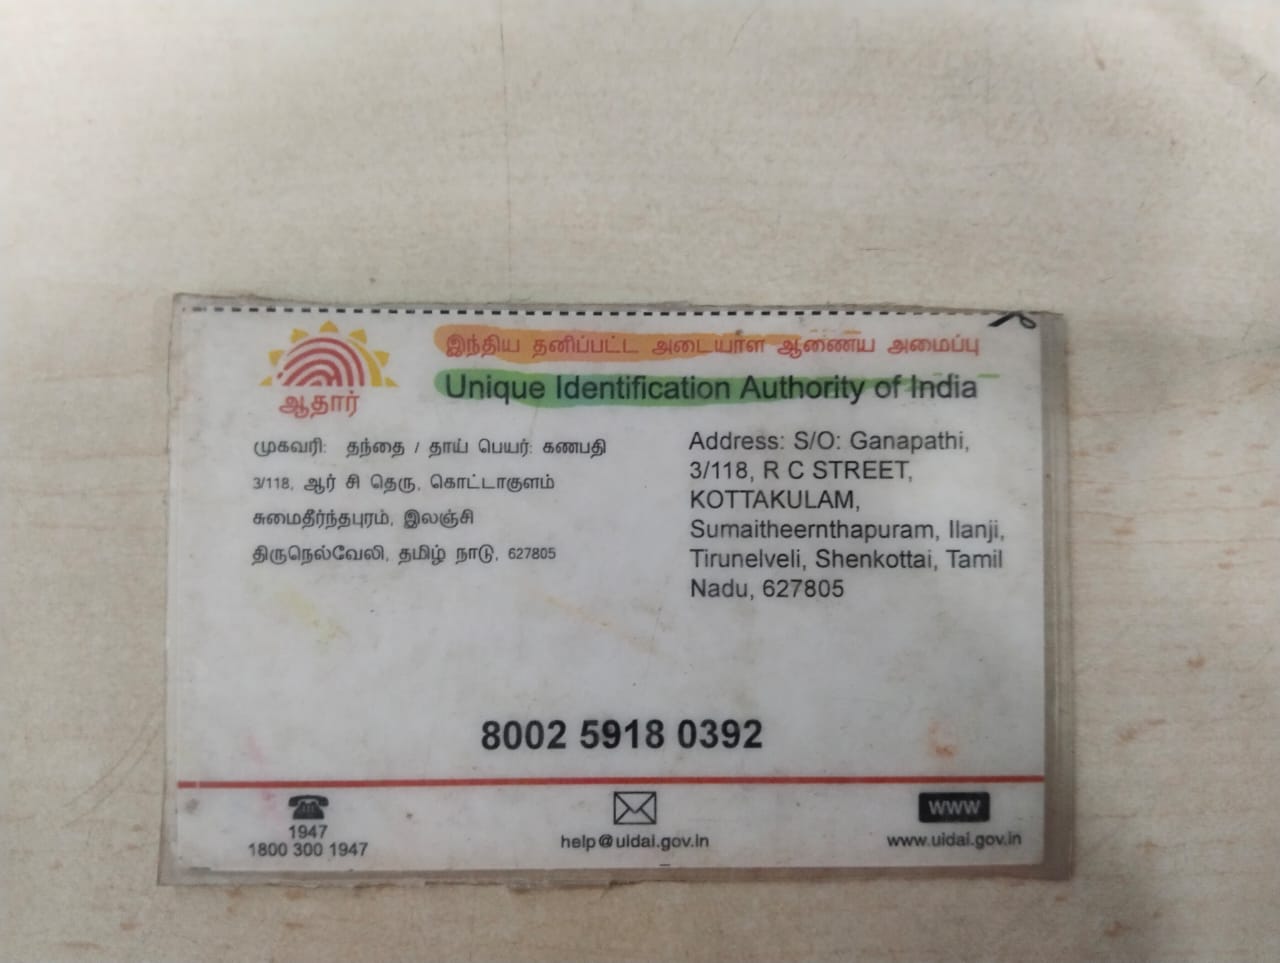 இந்திய தனிப்பட்ட அடையாள ஆணைய அமைப்பு
Unique Identification Authority of India
ஆதார்
முகவரி: தந்தை / தாய் பெயர்: கணபதி
3/118, ஆர் சி தெரு, கொட்டாகுளம்
சுமைதீர்ந்தபுரம், இலஞ்சி
திருநெல்வேலி, தமிழ் நாடு, 627805
Address: S/O: Ganapathi,
3/118, R C STREET,
KOTTAKULAM,
Sumaitheernthapuram, Ilanji,
Tirunelveli, Shenkottai, Tamil
Nadu, 627805
8002 5918 0392
1947
1800 300 1947
help@uidai.gov.in
www
www.uidai.gov.in